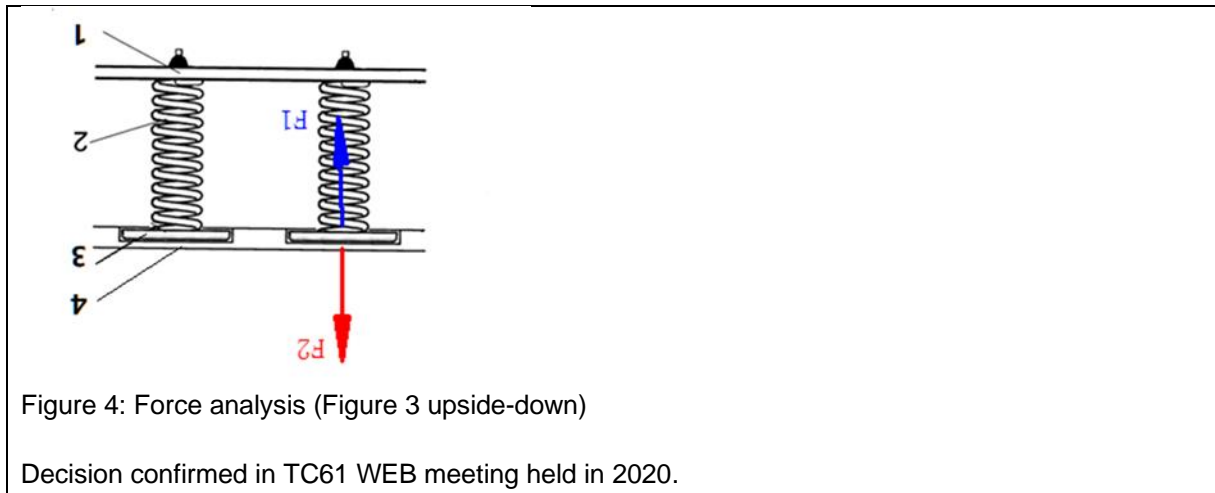 1
2
F1
3
4
F2
Figure 4: Force analysis (Figure 3 upside-down)
Decision confirmed in TC61 WEB meeting held in 2020.